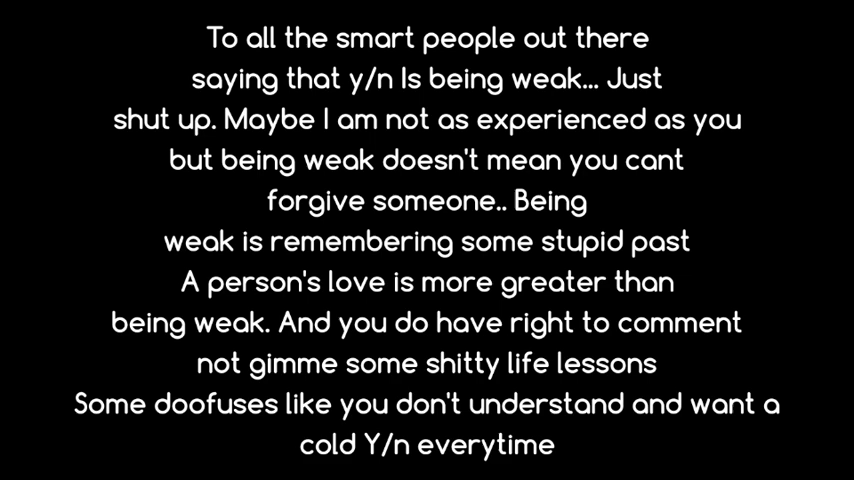 To all the smart people out there
saying that y/n Is being weak... Just
shut up. Maybe I am not as experienced as you
but being weak doesn't mean you cant
forgive someone.. Being
weak is remembering some stupid past
A person's love is more greater than
being weak. And you do have right to comment
not gimme some shitty life lessons
Some doofuses like you don't understand and want a
cold Y/n everytime